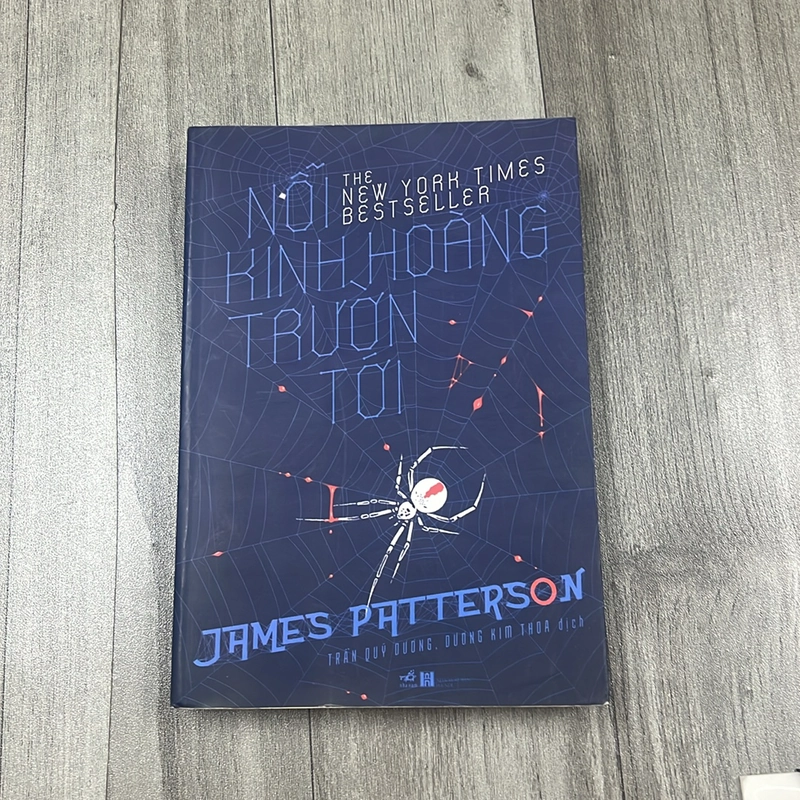 THE
NEW YORK TIMES
BESTSELLER
NỖI
KINH HOÀNG
TRƯỜN
TỚI
JAMES PATTERSON
TRẦN QUÝ DƯƠNG, DƯƠNG KIM THOA dịch